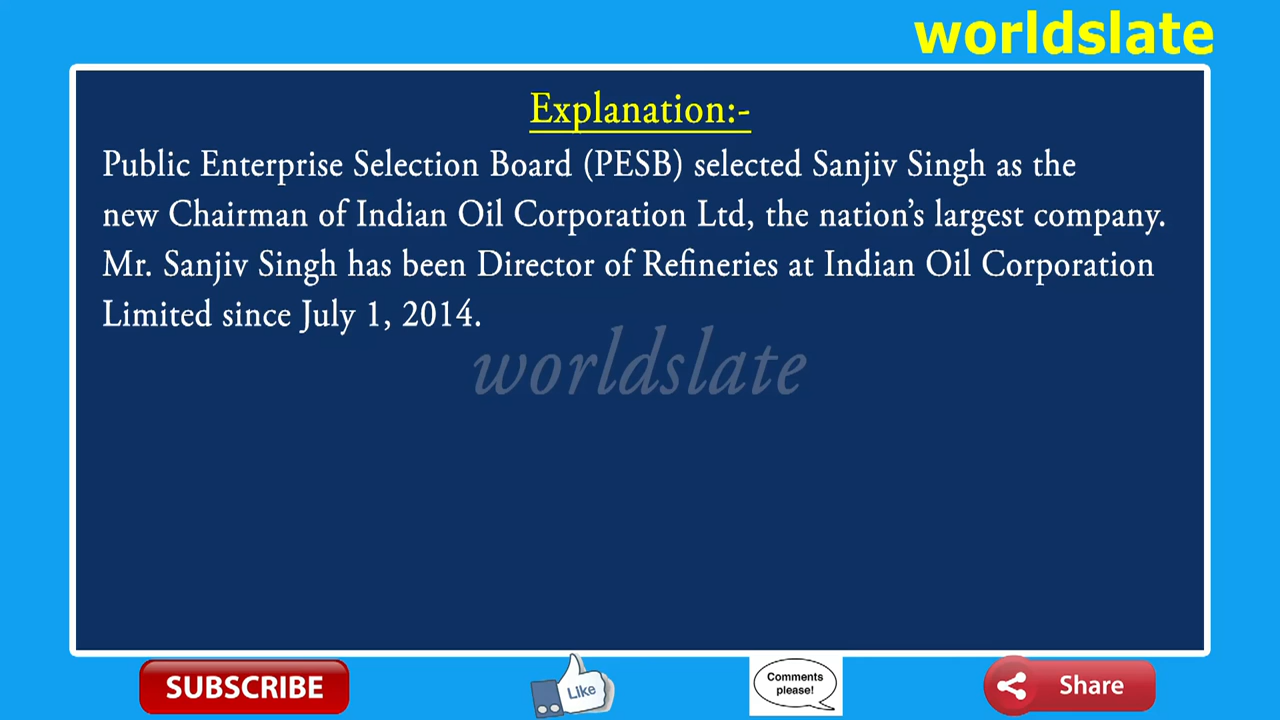 worldslate
Explanation:-
Public Enterprise Selection Board (PESB) selected Sanjiv Singh as the
new Chairman of Indian Oil Corporation Ltd, the nation's largest company.
Mr. Sanjiv Singh has been Director of Refineries at Indian Oil Corporation
Limited since July 1, 2014.
worldslate
SUBSCRIBE
Like
Comments
please!
Share